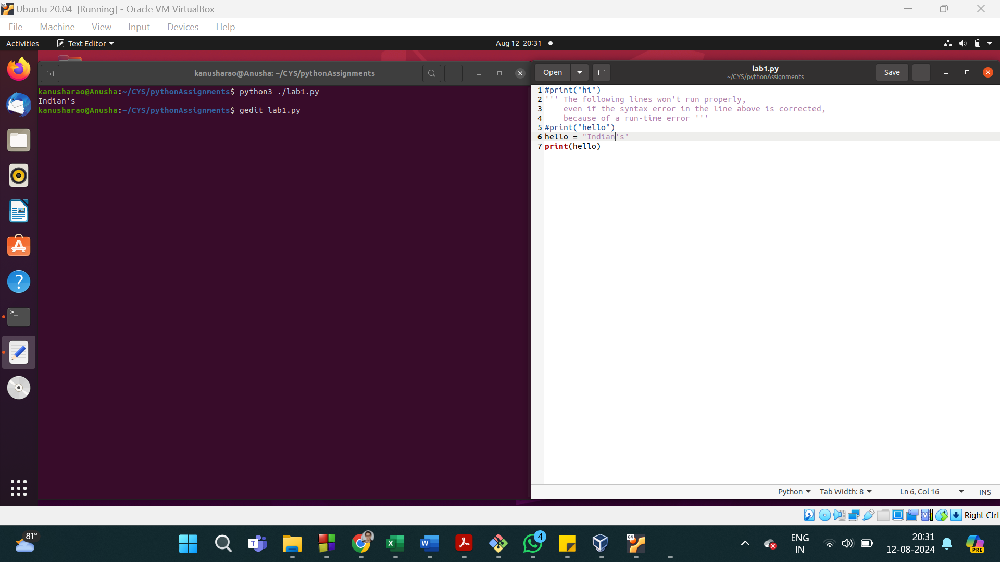 Ubuntu 20.04 [Running] - Oracle VM VirtualBox
File Machine View Input Devices Help
Activities Text Editor Aug 12 20:31
kanusharao@Anusha: ~/CYS/pythonAssignments
Open lab1.py Save
~/CYS/pythonAssignments
kanusharao@Anusha:~/CYS/pythonAssignments$ python3 ./lab1.py
Indian's
kanusharao@Anusha:~/CYS/pythonAssignments$ gedit lab1.py
1 #print("hi")
2 ''' The following lines won't run properly,
3     even if the syntax error in the line above is corrected,
4     because of a run-time error '''
5 #print("hello")
6 hello = "Indian's"
7 print(hello)
Python Tab Width: 8 Ln 6, Col 16 INS
Right Ctrl
81°
4
64
ENG
IN
20:31
12-08-2024
PRE